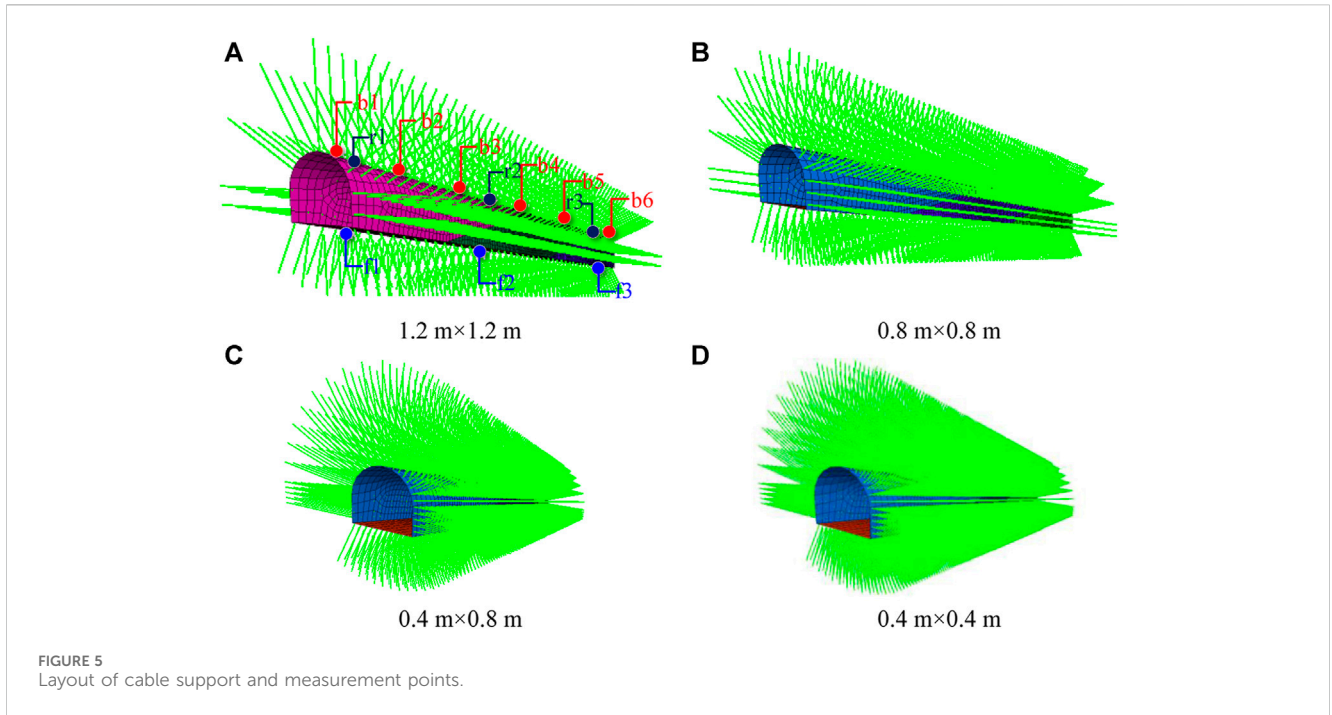 A
B
b1
r1
b2
b3
r2
b4
b5
r3
b6
f1
f2
f3
1.2 m×1.2 m
0.8 m×0.8 m
C
D
0.4 m×0.8 m
0.4 m×0.4 m
FIGURE 5
Layout of cable support and measurement points.